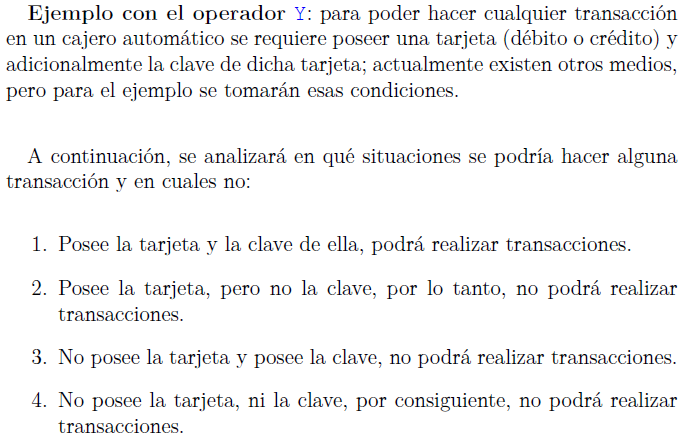 Ejemplo con el operador Y: para poder hacer cualquier transacción
en un cajero automático se requiere poseer una tarjeta (débito o crédito) y
adicionalmente la clave de dicha tarjeta; actualmente existen otros medios,
pero para el ejemplo se tomarán esas condiciones.
A continuación, se analizará en qué situaciones se podría hacer alguna
transacción y en cuales no:
1. Posee la tarjeta y la clave de ella, podrá realizar transacciones.
2. Posee la tarjeta, pero no la clave, por lo tanto, no podrá realizar
transacciones.
3. No posee la tarjeta y posee la clave, no podrá realizar transacciones.
4. No posee la tarjeta, ni la clave, por consiguiente, no podrá realizar
transacciones.